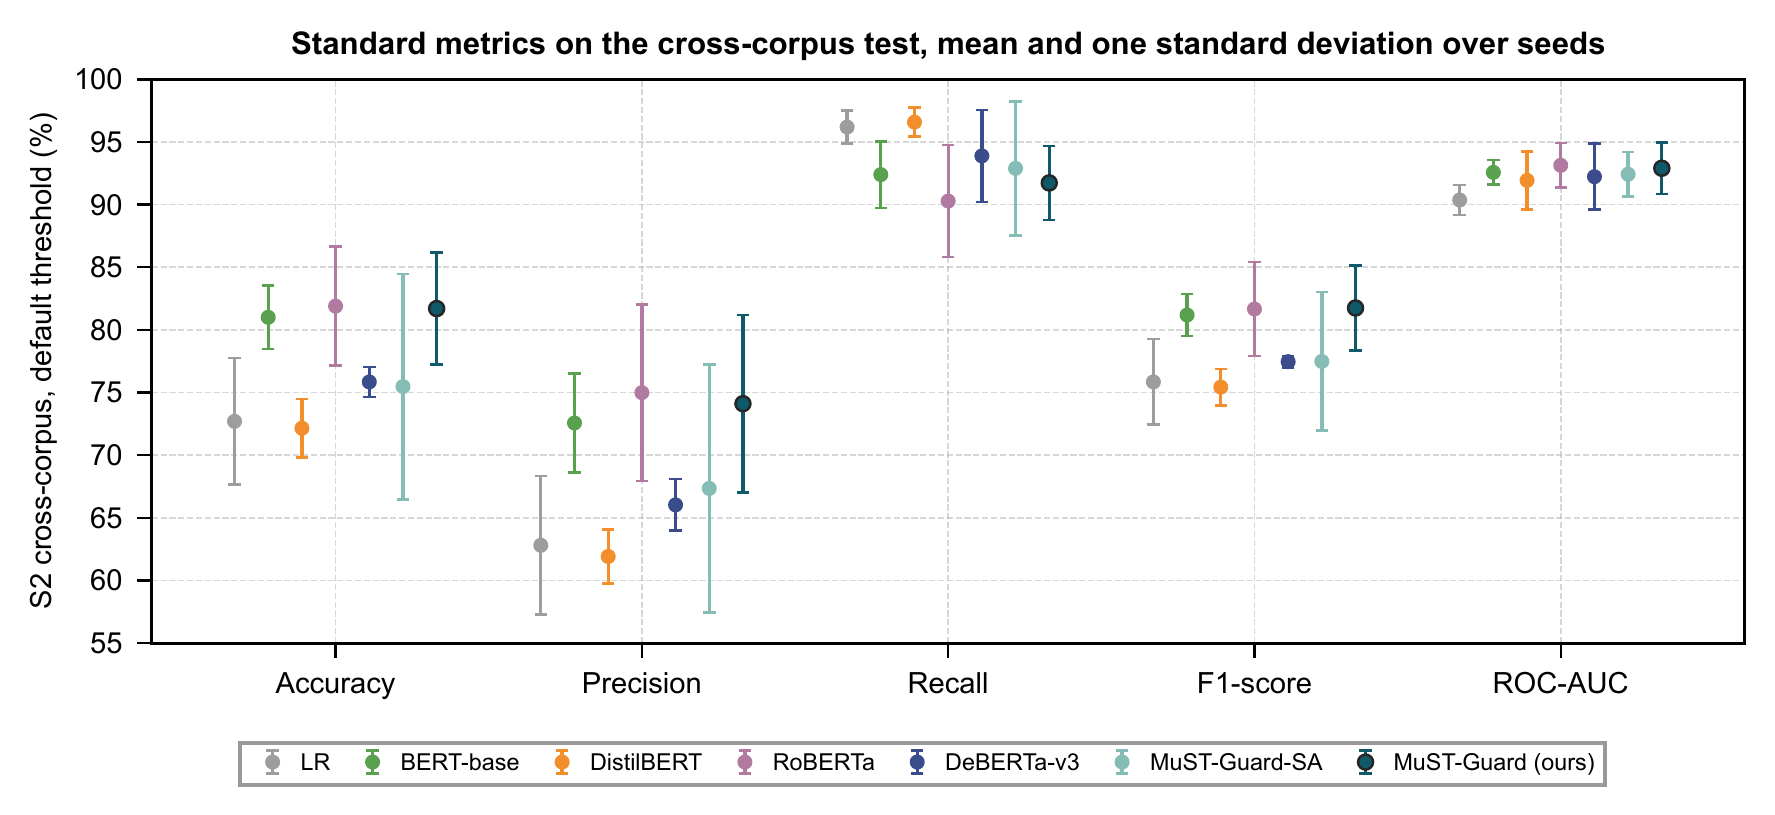 Standard metrics on the cross-corpus test, mean and one standard deviation over seeds
S2 cross-corpus, default threshold (%)
100
95
90
85
80
75
70
65
60
55
Accuracy Precision Recall F1-score ROC-AUC
LR BERT-base DistilBERT RoBERTa DeBERTa-v3 MuST-Guard-SA MuST-Guard (ours)